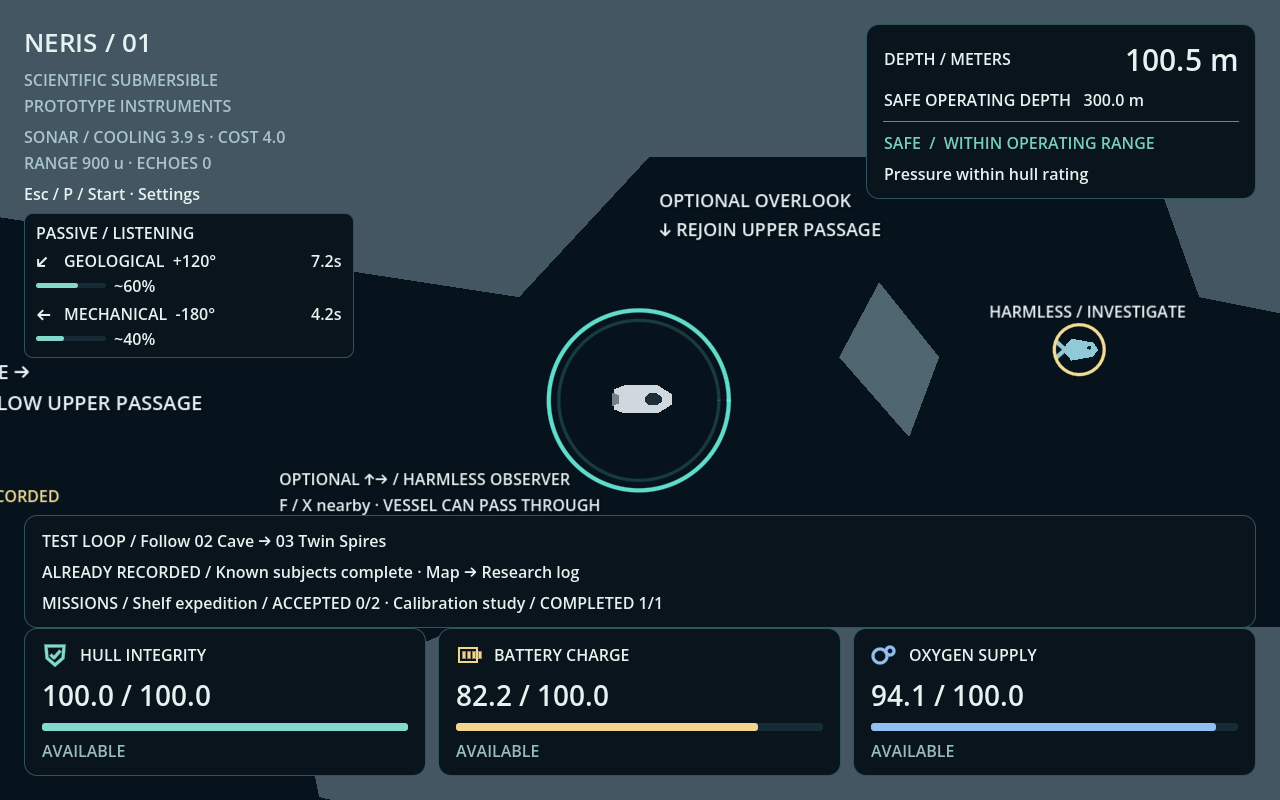 NERIS / 01
SCIENTIFIC SUBMERSIBLE
PROTOTYPE INSTRUMENTS
SONAR / COOLING 3.9 s · COST 4.0
RANGE 900 u · ECHOES 0
Esc / P / Start · Settings
DEPTH / METERS 100.5 m
SAFE OPERATING DEPTH 300.0 m
SAFE / WITHIN OPERATING RANGE
Pressure within hull rating
PASSIVE / LISTENING
↙ GEOLOGICAL +120° 7.2s
~60%
← MECHANICAL -180° 4.2s
~40%
OPTIONAL OVERLOOK
↓ REJOIN UPPER PASSAGE
HARMLESS / INVESTIGATE
E →
LOW UPPER PASSAGE
OPTIONAL ↑→ / HARMLESS OBSERVER
F / X nearby · VESSEL CAN PASS THROUGH
CORDED
TEST LOOP / Follow 02 Cave → 03 Twin Spires
ALREADY RECORDED / Known subjects complete · Map → Research log
MISSIONS / Shelf expedition / ACCEPTED 0/2 · Calibration study / COMPLETED 1/1
HULL INTEGRITY
100.0 / 100.0
AVAILABLE
BATTERY CHARGE
82.2 / 100.0
AVAILABLE
OXYGEN SUPPLY
94.1 / 100.0
AVAILABLE